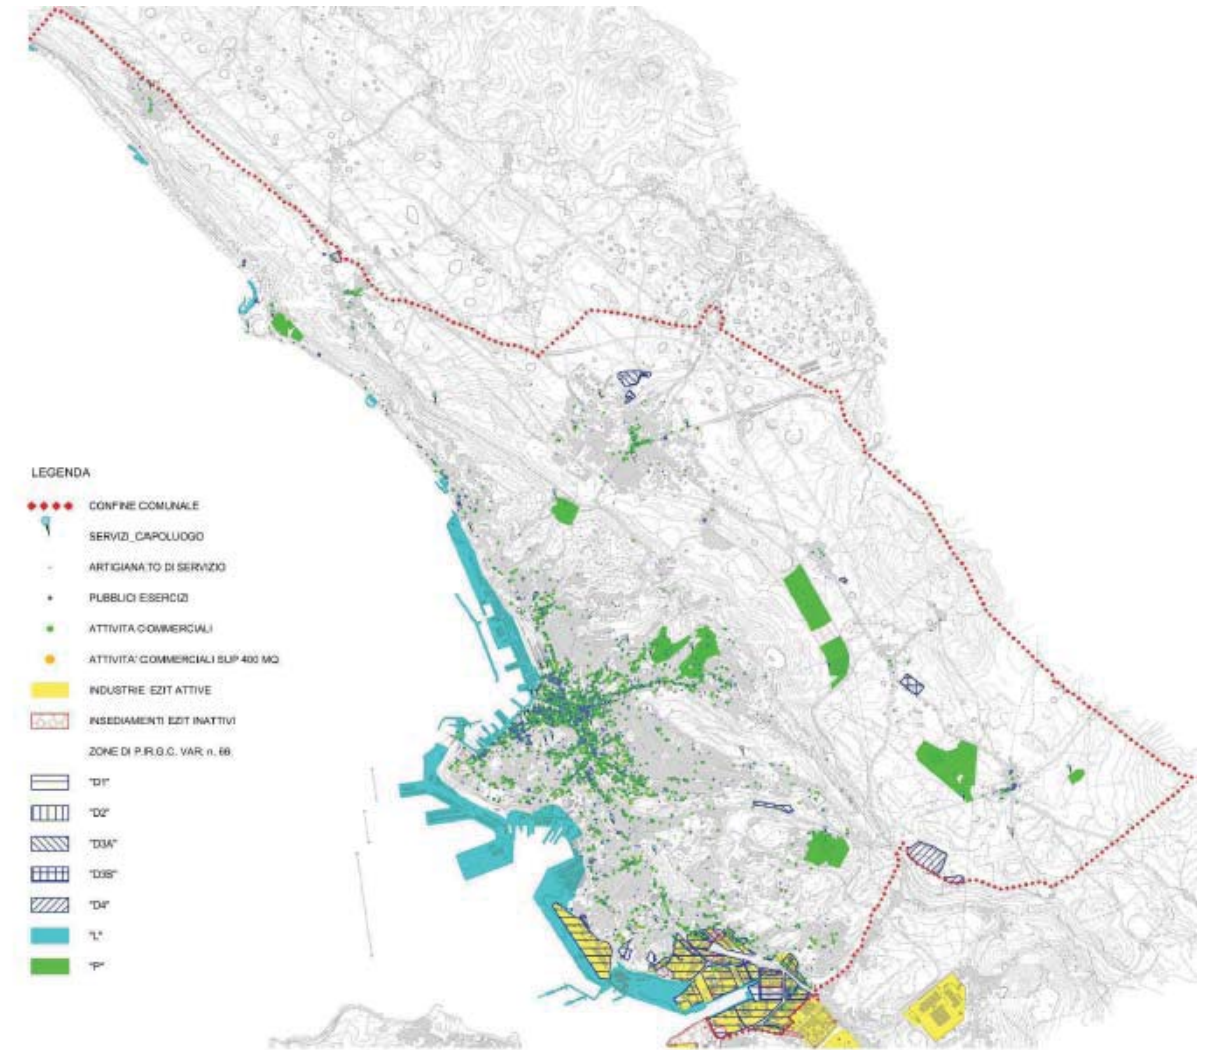 LEGENDA
CONFINE COMUNALE
SERVIZI_CAPOLUOGO
ARTIGIANATO DI SERVIZIO
PUBBLICI ESERCIZI
ATTIVITA COMMERCIALI
ATTIVITA' COMMERCIALI SUP 400 MQ
INDUSTRIE EZIT ATTIVE
INSEDIAMENTI EZIT INATTIVI
ZONE DI P.R.G.C. VAR. n. 66
"D1"
"D2"
"D3A"
"D3B"
"D4"
"L"
"P"